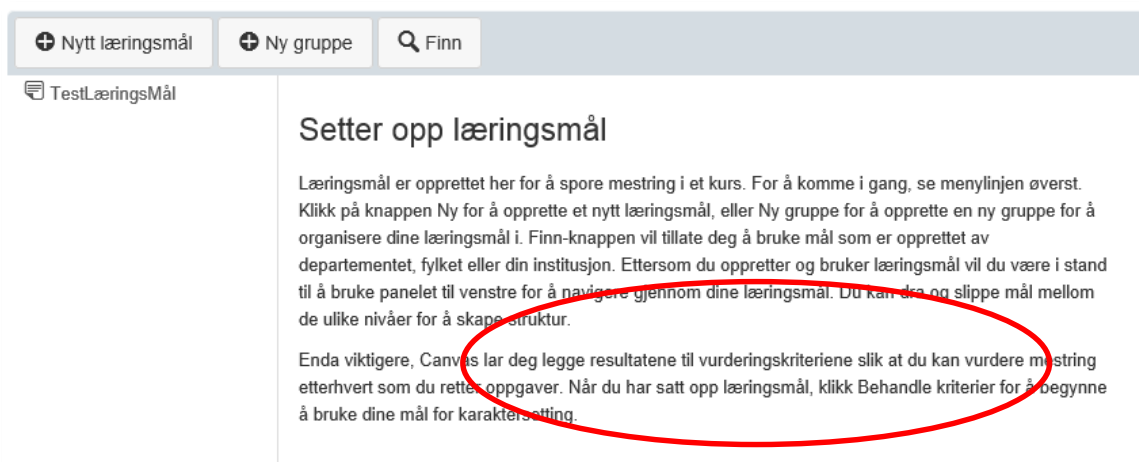 Nytt læringsmål
Ny gruppe
Finn
TestLæringsMål
Setter opp læringsmål
Læringsmål er opprettet her for å spore mestring i et kurs. For å komme i gang, se menylinjen øverst.
Klikk på knappen Ny for å opprette et nytt læringsmål, eller Ny gruppe for å opprette en ny gruppe for å
organisere dine læringsmål i. Finn-knappen vil tillate deg å bruke mål som er opprettet av
departementet, fylket eller din institusjon. Ettersom du oppretter og bruker læringsmål vil du være i stand
til å bruke panelet til venstre for å navigere gjennom dine læringsmål. Du kan dra og slippe mål mellom
de ulike nivåer for å skape struktur.
Enda viktigere, Canvas lar deg legge resultatene til vurderingskriteriene slik at du kan vurdere mestring
etterhvert som du retter oppgaver. Når du har satt opp læringsmål, klikk Behandle kriterier for å begynne
å bruke dine mål for karaktersetting.